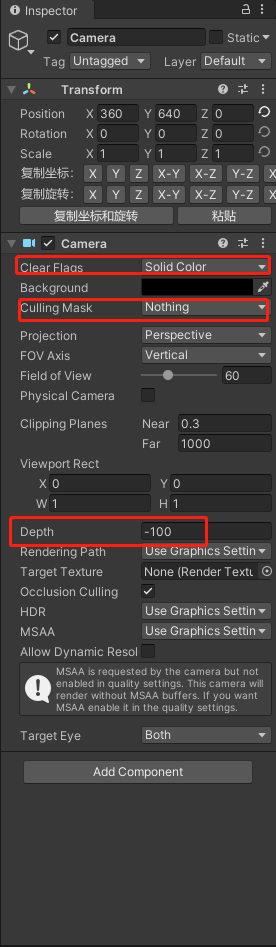 Inspector
Camera
Static
Tag Untagged Layer Default
Transform
Position X 360 Y 640 Z 0
Rotation X 0 Y 0 Z 0
Scale X 1 Y 1 Z 1
复制坐标: X Y Z X-Y X-Z Y-Z X
复制旋转: X Y Z X-Y X-Z Y-Z X
复制坐标和旋转 粘贴
Camera
Clear Flags Solid Color
Background
Culling Mask Nothing
Projection Perspective
FOV Axis Vertical
Field of View 60
Physical Camera
Clipping Planes Near 0.3
Far 1000
Viewport Rect
X 0 Y 0
W 1 H 1
Depth -100
Rendering Path Use Graphics Settin
Target Texture None (Render Textu
Occlusion Culling
HDR Use Graphics Settin
MSAA Use Graphics Settin
Allow Dynamic Resol
MSAA is requested by the camera but not
enabled in quality settings. This camera will
render without MSAA buffers. If you want
MSAA enable it in the quality settings.
Target Eye Both
Add Component